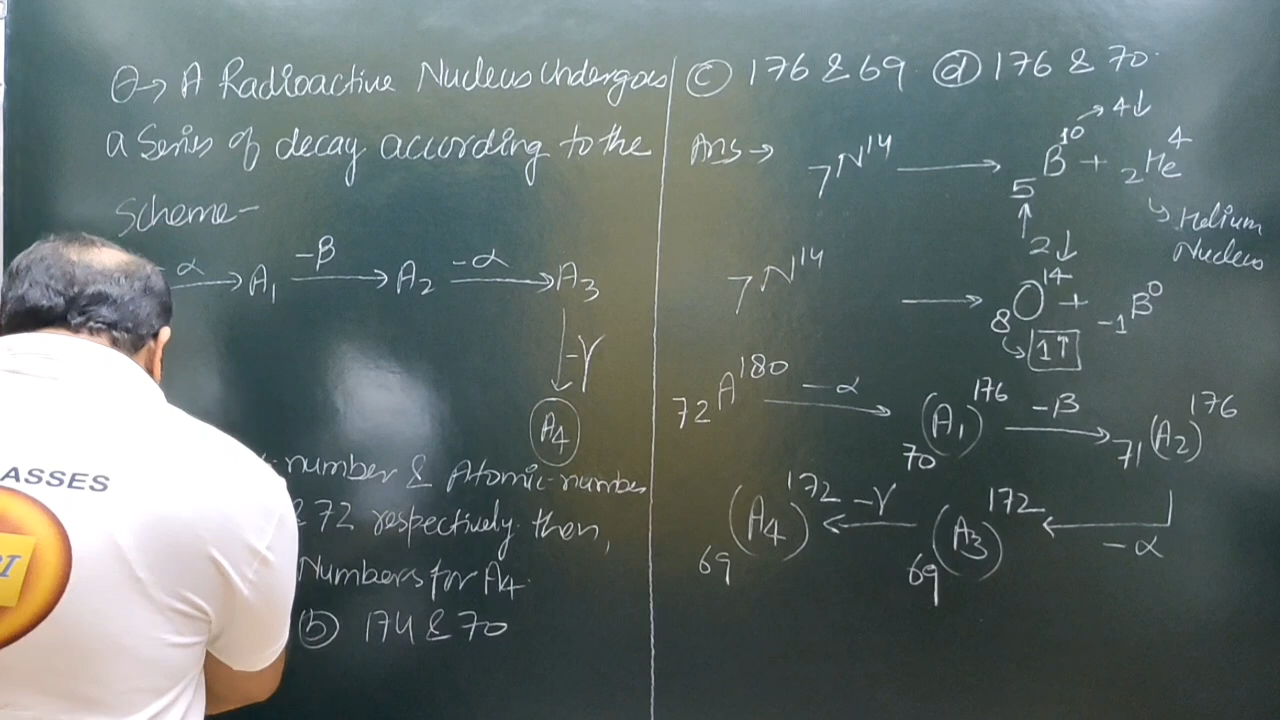 Q→ A Radioactive Nucleus Undergoes
a Series of decay according to the
Scheme-
α → A₁ -β → A₂ -α → A₃
-γ
A₄
number & Atomic-number
& 72 respectively then,
Numbers for A₄.
(b) 174 & 70
(c) 176 & 69 (d) 176 & 70.
Ans → ₇N¹⁴ → ₅B¹⁰ + ₂He⁴
→ 4↓
↳ Helium
Nucleus
↑
2↓
₇N¹⁴ → ₈O¹⁴ + ₋₁B⁰
↳ 1↑
₇₂A¹⁸⁰ -α → ₇₀(A₁)¹⁷⁶ -β → ₇₁(A₂)¹⁷⁶
₆₉(A₄)¹⁷² ← -γ ₆₉(A₃)¹⁷² ← -α
ASSES
I